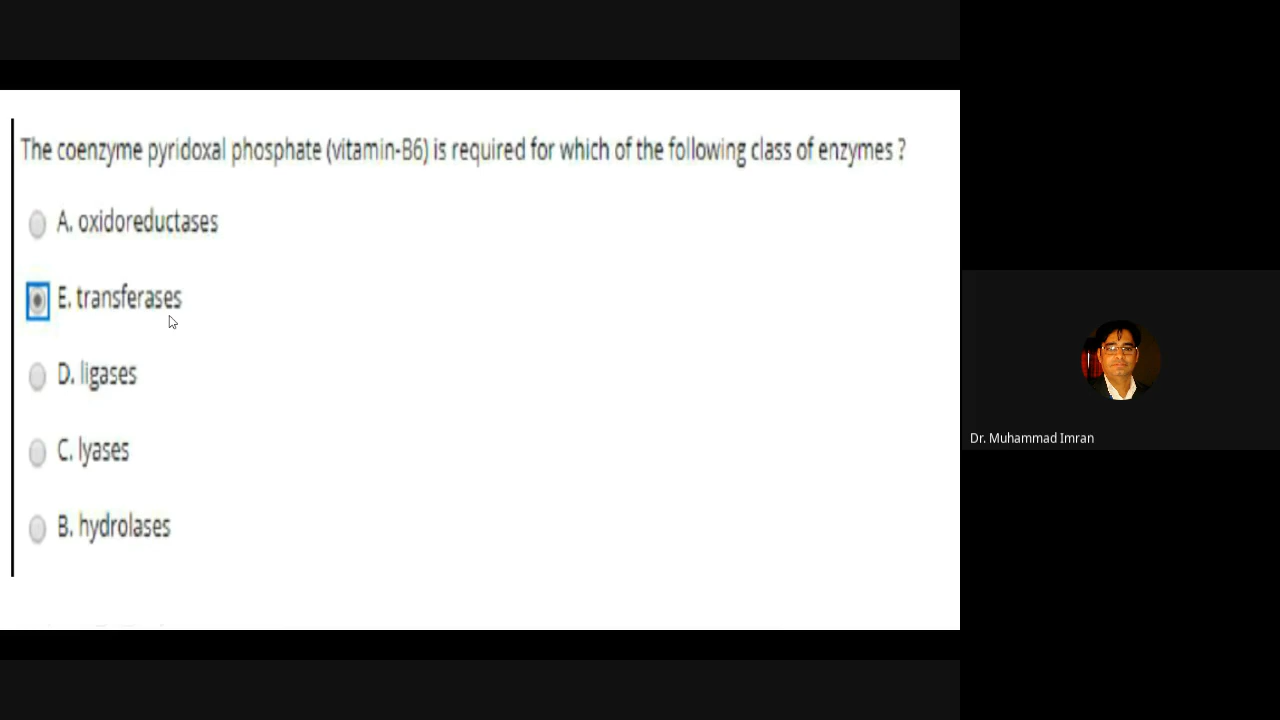 The coenzyme pyridoxal phosphate (vitamin-B6) is required for which of the following class of enzymes ?
A. oxidoreductases
E. transferases
D. ligases
C. lyases
B. hydrolases
Dr. Muhammad Imran